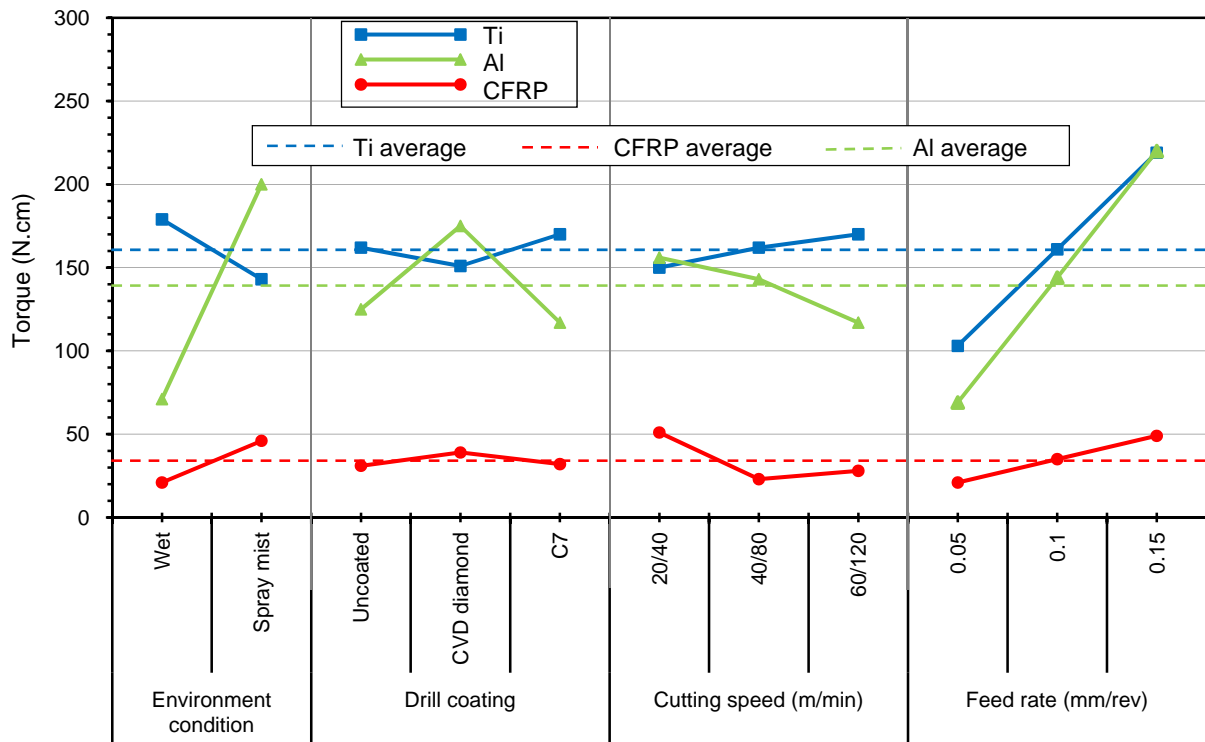 300
250
200
150
100
50
0
Torque (N.cm)
Ti
Al
CFRP
Ti average
CFRP average
Al average
Wet
Spray mist
Uncoated
CVD diamond
C7
20/40
40/80
60/120
0.05
0.1
0.15
Environment
condition
Drill coating
Cutting speed (m/min)
Feed rate (mm/rev)